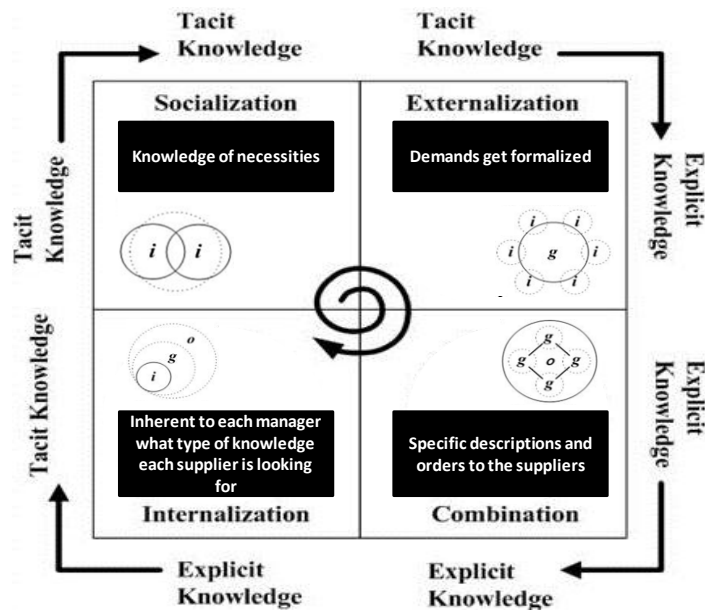 Tacit
Knowledge
Tacit
Knowledge
Socialization
Externalization
Knowledge of necessities
Demands get formalized
Tacit
Knowledge
Explicit
Knowledge
i i
i i
i g i
i i
Tacit Knowledge
Explicit
Knowledge
o
g
i
g
g o g
g
Inherent to each manager
what type of knowledge
each supplier is looking
for
Specific descriptions and
orders to the suppliers
Internalization
Combination
Explicit
Knowledge
Explicit
Knowledge